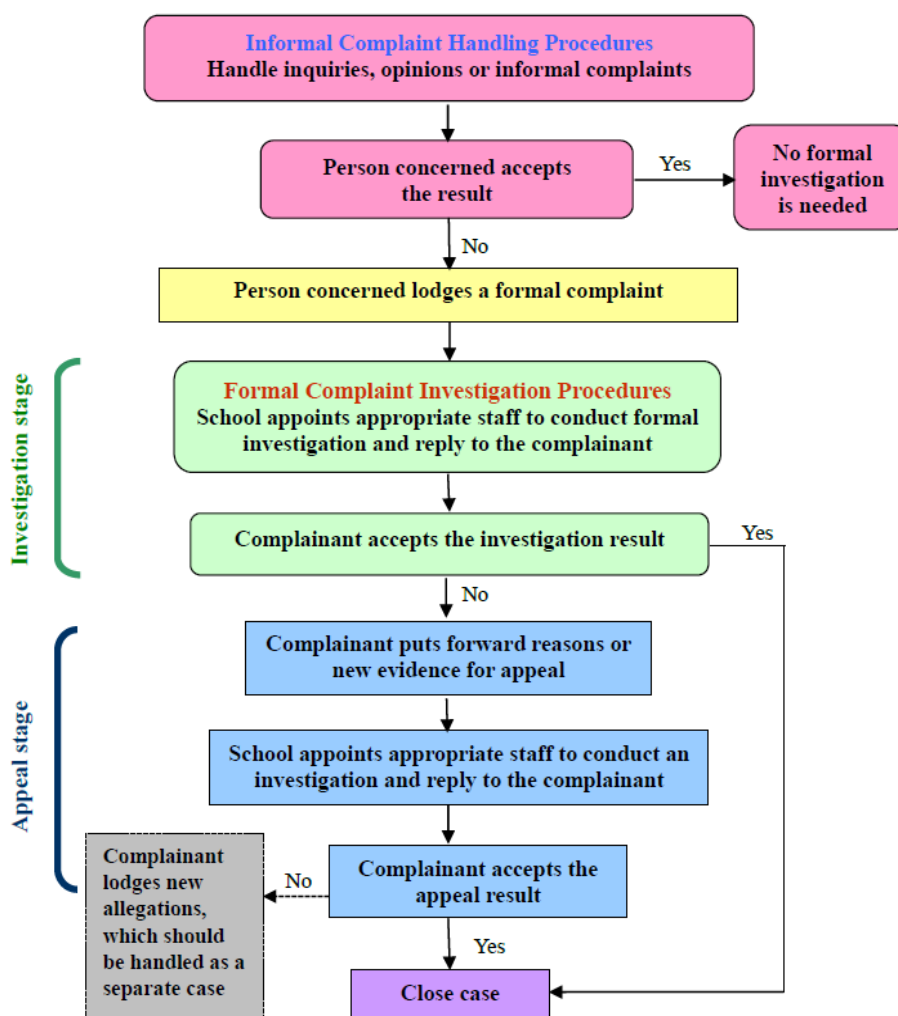 Informal Complaint Handling Procedures
Handle inquiries, opinions or informal complaints
Person concerned accepts
the result
Yes
No formal
investigation
is needed
No
Person concerned lodges a formal complaint
Investigation stage
Formal Complaint Investigation Procedures
School appoints appropriate staff to conduct formal
investigation and reply to the complainant
Complainant accepts the investigation result
Yes
No
Appeal stage
Complainant puts forward reasons or
new evidence for appeal
School appoints appropriate staff to conduct an
investigation and reply to the complainant
Complainant accepts the
appeal result
No
Complainant
lodges new
allegations,
which should
be handled as a
separate case
Yes
Close case